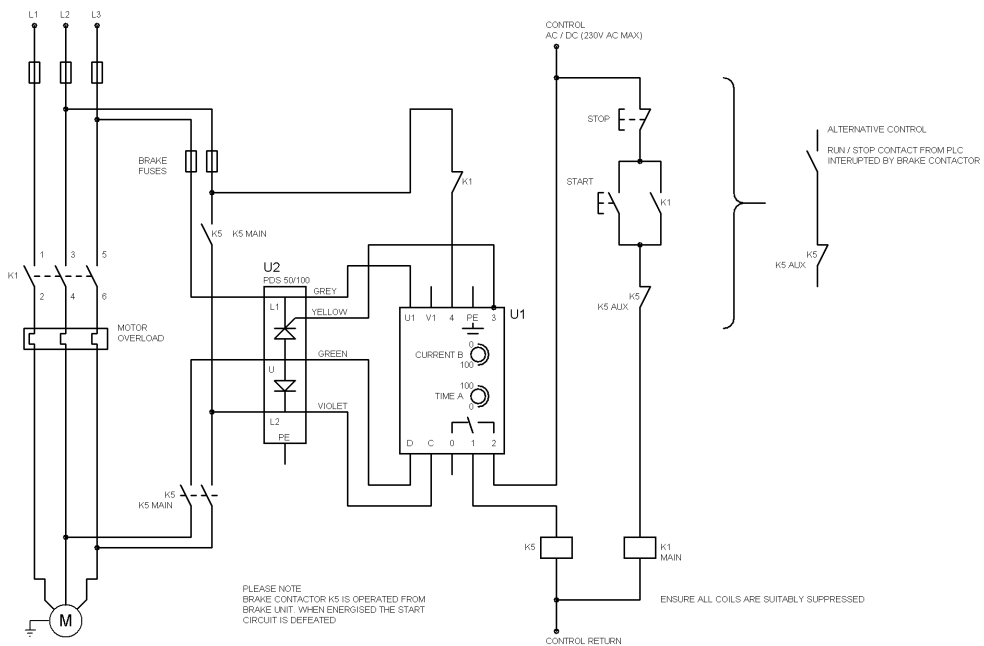 L1 L2 L3
CONTROL
AC / DC (230V AC MAX)
STOP
ALTERNATIVE CONTROL
RUN / STOP CONTACT FROM PLC
INTERUPTED BY BRAKE CONTACTOR
BRAKE
FUSES
START
K1
K1
K5 K5 MAIN
K5
K5 AUX
1 3 5
K1
2 4 6
U2
PDS 50/100
GREY
L1
YELLOW
K5
K5 AUX
U1 V1 4 PE 3
U1
MOTOR
OVERLOAD
GREEN
0
CURRENT B
100
U
100
TIME A
0
VIOLET
L2
PE
D C 0 1 2
K5
K5 MAIN
K5
K1
MAIN
PLEASE NOTE
BRAKE CONTACTOR K5 IS OPERATED FROM
BRAKE UNIT. WHEN ENERGISED THE START
CIRCUIT IS DEFEATED
ENSURE ALL COILS ARE SUITABLY SUPPRESSED
M
CONTROL RETURN